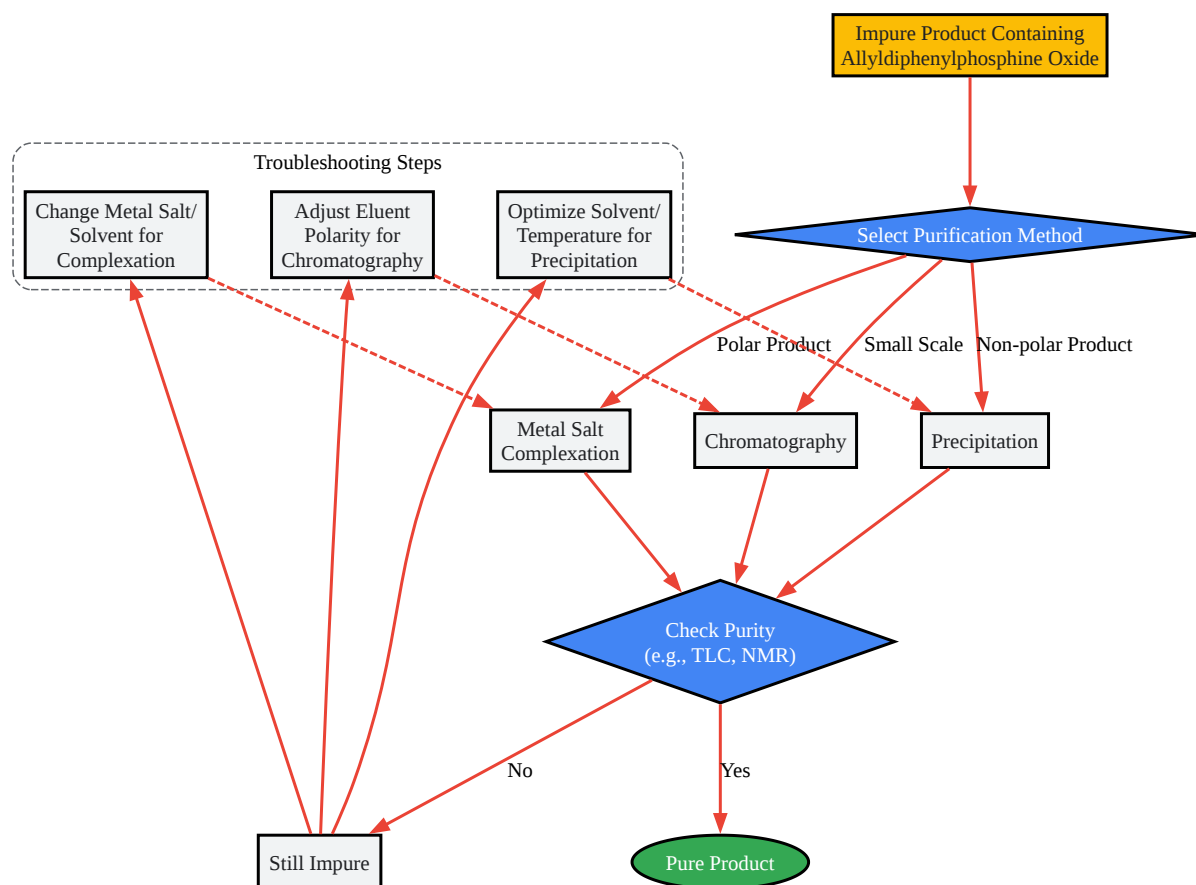 Impure Product Containing
Allyldiphenylphosphine Oxide
Troubleshooting Steps
Change Metal Salt/
Solvent for
Complexation
Adjust Eluent
Polarity for
Chromatography
Optimize Solvent/
Temperature for
Precipitation
Select Purification Method
Polar Product
Small Scale
Non-polar Product
Metal Salt
Complexation
Chromatography
Precipitation
Check Purity
(e.g., TLC, NMR)
No
Yes
Still Impure
Pure Product